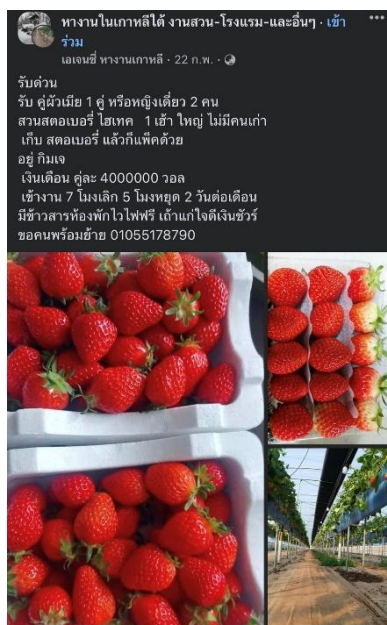 หางานในเกาหลีใต้ งานสวน-โรงแรม-และอื่นๆ · เข้า
ร่วม
เอเจนซี่ หางานเกาหลี · 22 ก.พ. ·
รับด่วน
รับ คู่ผัวเมีย 1 คู่ หรือหญิงเดี่ยว 2 คน
สวนสตอเบอรี่ ไฮเทค 1 เฮ้า ใหญ่ ไม่มีคนเก่า
เก็บ สตอเบอรี่ แล้วก็แพ็คด้วย
อยู่ กิมเจ
เงินเดือน คู่ละ 4000000 วอล
เข้างาน 7 โมงเลิก 5 โมงหยุด 2 วันต่อเดือน
มีข้าวสารห้องพักไวไฟฟรี เถ้าแก่ใจดีเงินชัวร์
ขอคนพร้อมย้าย 01055178790